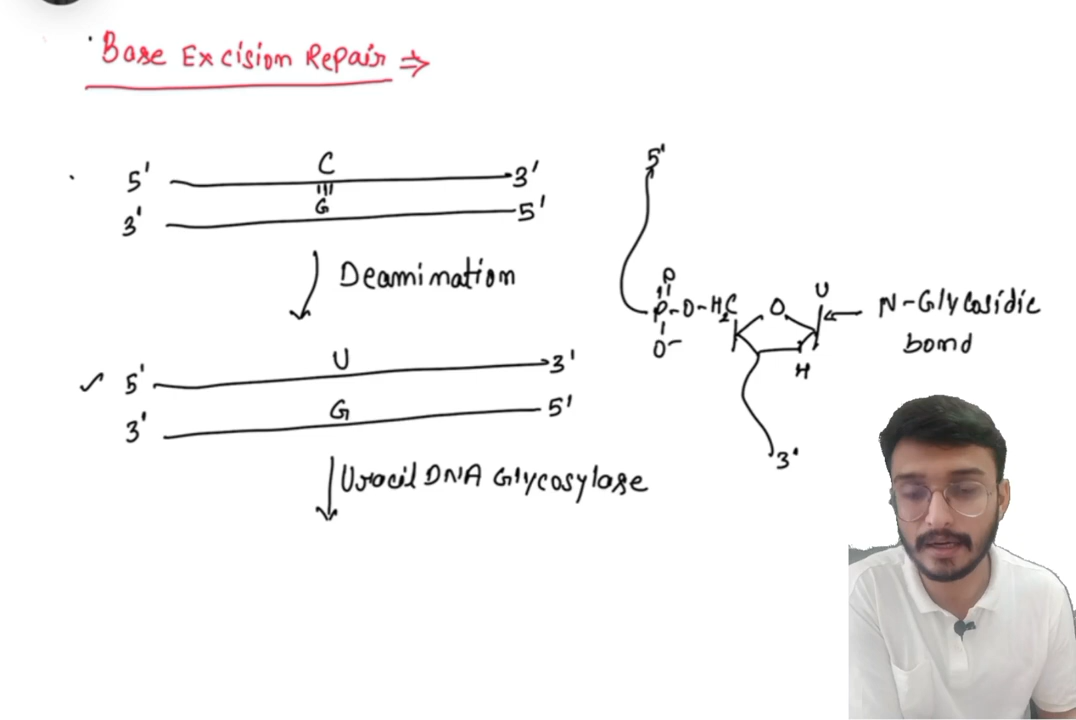 Base Excision Repair ⇒
C
5' 3'
G
3' 5'
Deamination
U
✓ 5' 3'
G
3' 5'
Uracil DNA Glycosylase
5'
O
P-O-H₂C O U
O⁻
H
3'
N-Glycosidic
bond